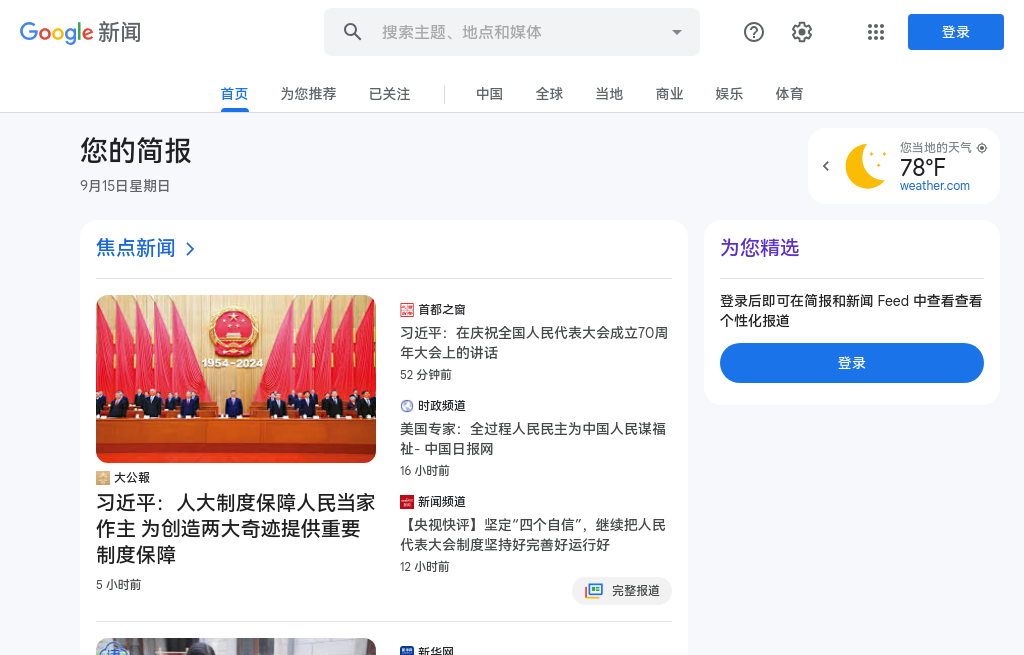 Google 新闻
搜索主题、地点和媒体
登录
首页
为您推荐
已关注
中国
全球
当地
商业
娱乐
体育
您的简报
9月15日星期日
您当地的天气
78°F
weather.com
焦点新闻
为您精选
登录后即可在简报和新闻 Feed 中查看查看
个性化报道
登录
1954-2024
大公報
习近平：人大制度保障人民当家
作主 为创造两大奇迹提供重要
制度保障
5 小时前
首都之窗
习近平：在庆祝全国人民代表大会成立70周
年大会上的讲话
52 分钟前
时政频道
美国专家：全过程人民民主为中国人民谋福
祉- 中国日报网
16 小时前
新闻频道
【央视快评】坚定“四个自信”，继续把人民
代表大会制度坚持好完善好运行好
12 小时前
完整报道
新华网